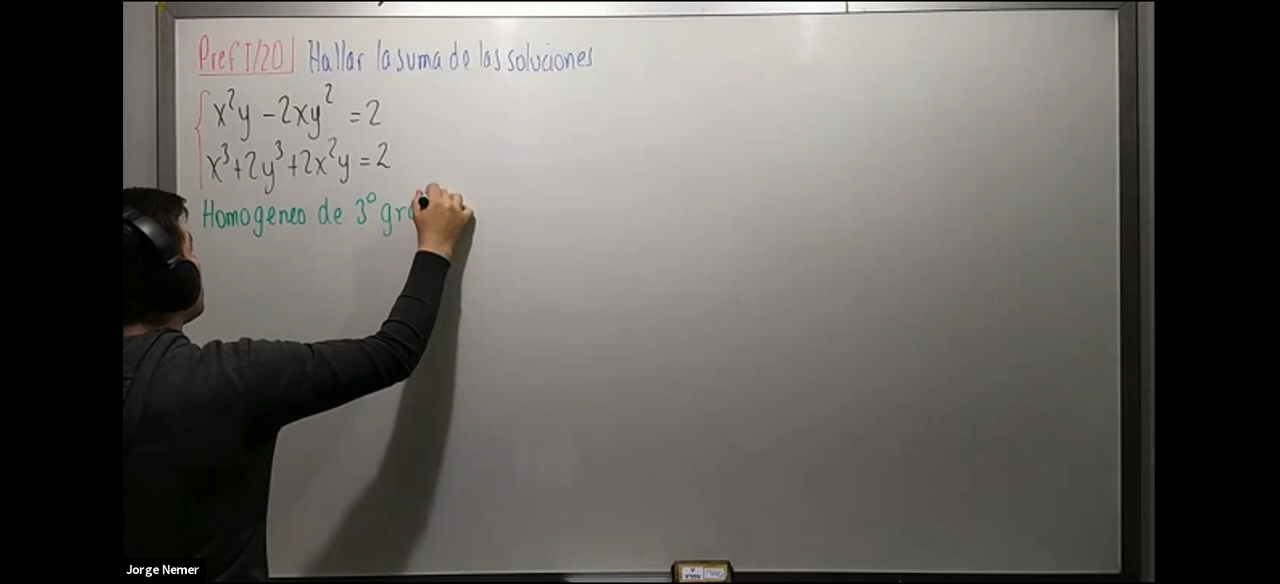 Pref I/20 Hallar la suma de las soluciones
x²y - 2xy² = 2
x³+2y³+2x²y = 2
Homogeneo de 3° gra
Jorge Nemer